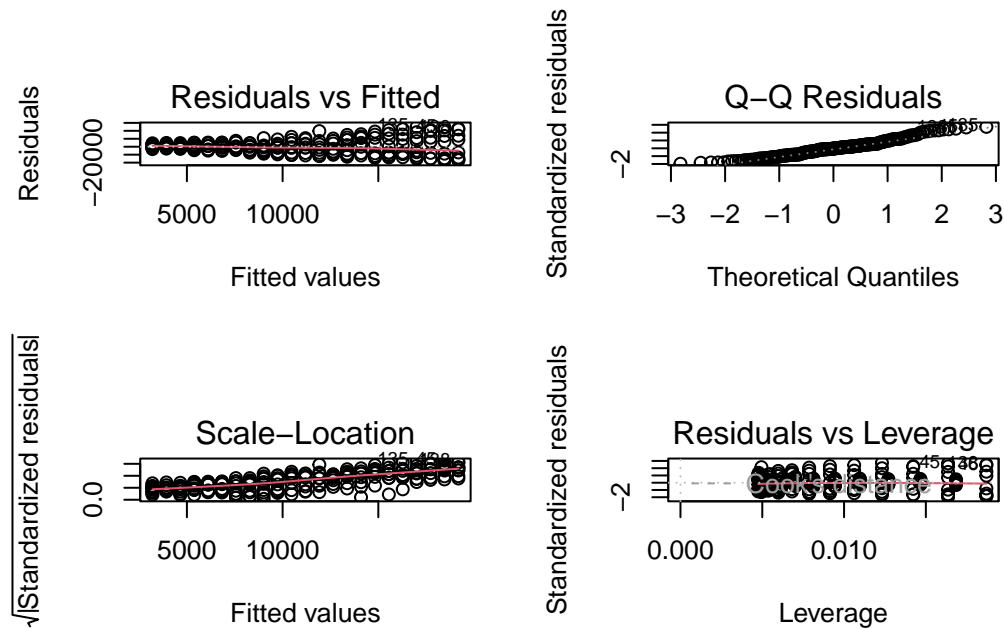 Residuals vs Fitted
Residuals
−20000
5000 10000
Fitted values
Q−Q Residuals
Standardized residuals
−2
−3 −2 −1 0 1 2 3
Theoretical Quantiles
Scale−Location
√|Standardized residuals|
0.0
5000 10000
Fitted values
Residuals vs Leverage
Standardized residuals
−2
Cook's distance
0.000 0.010
Leverage